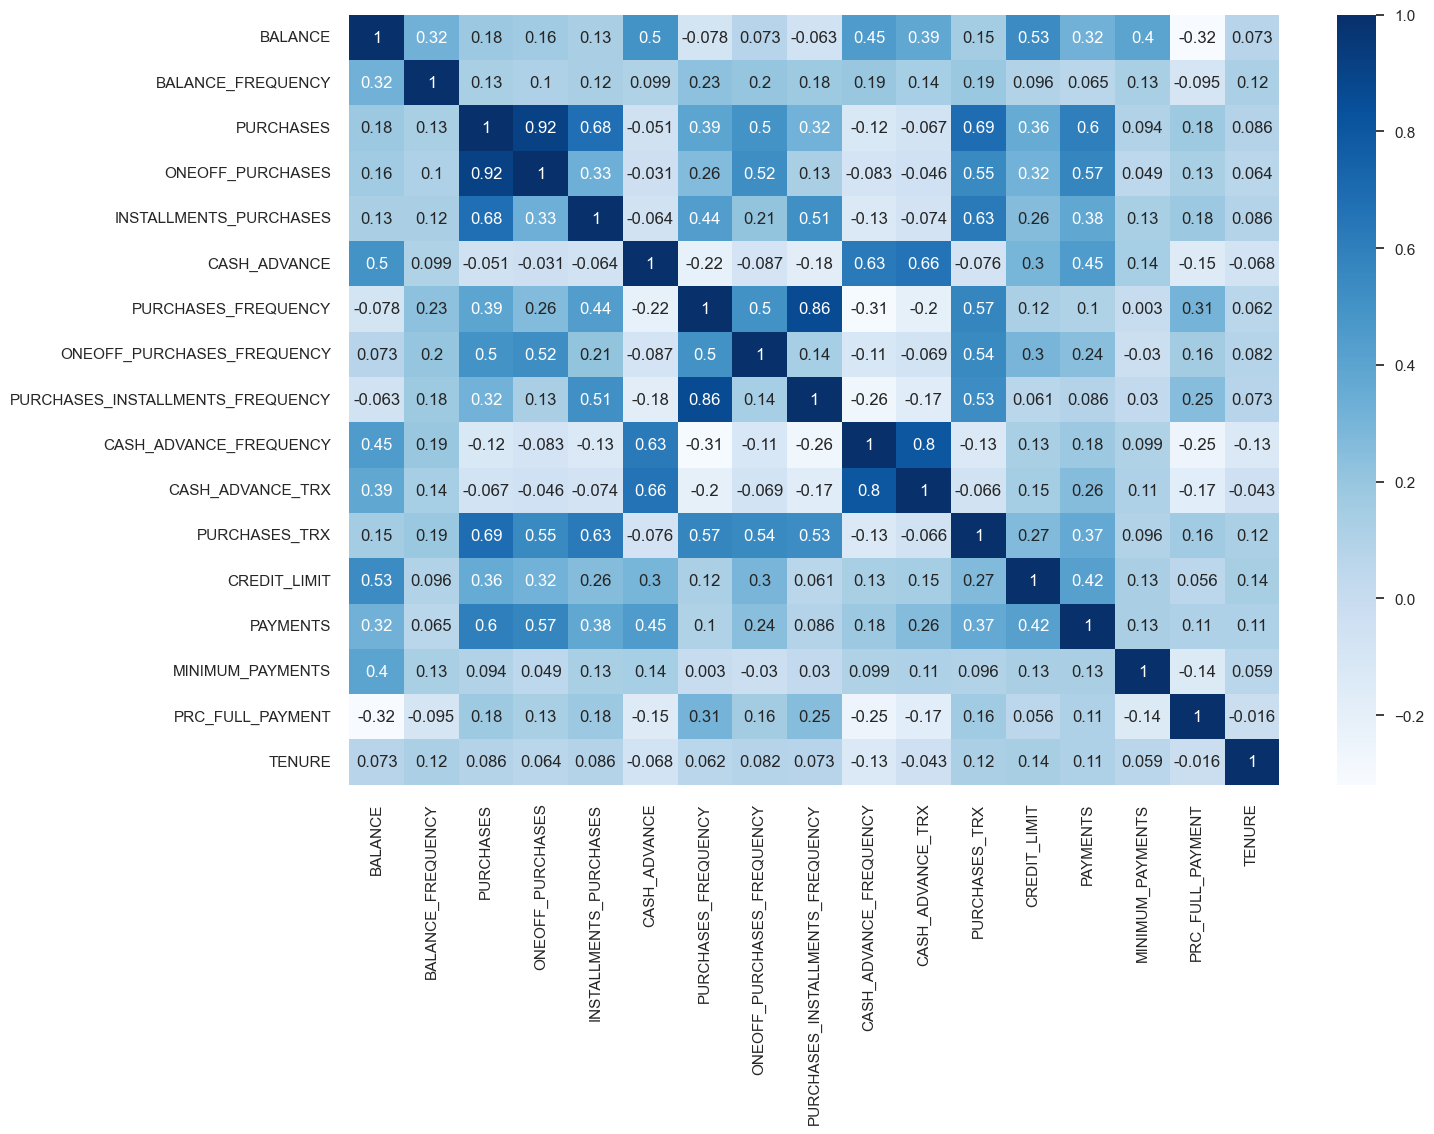 BALANCE 1 0.32 0.18 0.16 0.13 0.5 -0.078 0.073 -0.063 0.45 0.39 0.15 0.53 0.32 0.4 -0.32 0.073
BALANCE_FREQUENCY 0.32 1 0.13 0.1 0.12 0.099 0.23 0.2 0.18 0.19 0.14 0.19 0.096 0.065 0.13 -0.095 0.12
PURCHASES 0.18 0.13 1 0.92 0.68 -0.051 0.39 0.5 0.32 -0.12 -0.067 0.69 0.36 0.6 0.094 0.18 0.086
ONEOFF_PURCHASES 0.16 0.1 0.92 1 0.33 -0.031 0.26 0.52 0.13 -0.083 -0.046 0.55 0.32 0.57 0.049 0.13 0.064
INSTALLMENTS_PURCHASES 0.13 0.12 0.68 0.33 1 -0.064 0.44 0.21 0.51 -0.13 -0.074 0.63 0.26 0.38 0.13 0.18 0.086
CASH_ADVANCE 0.5 0.099 -0.051 -0.031 -0.064 1 -0.22 -0.087 -0.18 0.63 0.66 -0.076 0.3 0.45 0.14 -0.15 -0.068
PURCHASES_FREQUENCY -0.078 0.23 0.39 0.26 0.44 -0.22 1 0.5 0.86 -0.31 -0.2 0.57 0.12 0.1 0.003 0.31 0.062
ONEOFF_PURCHASES_FREQUENCY 0.073 0.2 0.5 0.52 0.21 -0.087 0.5 1 0.14 -0.11 -0.069 0.54 0.3 0.24 -0.03 0.16 0.082
PURCHASES_INSTALLMENTS_FREQUENCY -0.063 0.18 0.32 0.13 0.51 -0.18 0.86 0.14 1 -0.26 -0.17 0.53 0.061 0.086 0.03 0.25 0.073
CASH_ADVANCE_FREQUENCY 0.45 0.19 -0.12 -0.083 -0.13 0.63 -0.31 -0.11 -0.26 1 0.8 -0.13 0.13 0.18 0.099 -0.25 -0.13
CASH_ADVANCE_TRX 0.39 0.14 -0.067 -0.046 -0.074 0.66 -0.2 -0.069 -0.17 0.8 1 -0.066 0.15 0.26 0.11 -0.17 -0.043
PURCHASES_TRX 0.15 0.19 0.69 0.55 0.63 -0.076 0.57 0.54 0.53 -0.13 -0.066 1 0.27 0.37 0.096 0.16 0.12
CREDIT_LIMIT 0.53 0.096 0.36 0.32 0.26 0.3 0.12 0.3 0.061 0.13 0.15 0.27 1 0.42 0.13 0.056 0.14
PAYMENTS 0.32 0.065 0.6 0.57 0.38 0.45 0.1 0.24 0.086 0.18 0.26 0.37 0.42 1 0.13 0.11 0.11
MINIMUM_PAYMENTS 0.4 0.13 0.094 0.049 0.13 0.14 0.003 -0.03 0.03 0.099 0.11 0.096 0.13 0.13 1 -0.14 0.059
PRC_FULL_PAYMENT -0.32 -0.095 0.18 0.13 0.18 -0.15 0.31 0.16 0.25 -0.25 -0.17 0.16 0.056 0.11 -0.14 1 -0.016
TENURE 0.073 0.12 0.086 0.064 0.086 -0.068 0.062 0.082 0.073 -0.13 -0.043 0.12 0.14 0.11 0.059 -0.016 1
BALANCE
BALANCE_FREQUENCY
PURCHASES
ONEOFF_PURCHASES
INSTALLMENTS_PURCHASES
CASH_ADVANCE
PURCHASES_FREQUENCY
ONEOFF_PURCHASES_FREQUENCY
PURCHASES_INSTALLMENTS_FREQUENCY
CASH_ADVANCE_FREQUENCY
CASH_ADVANCE_TRX
PURCHASES_TRX
CREDIT_LIMIT
PAYMENTS
MINIMUM_PAYMENTS
PRC_FULL_PAYMENT
TENURE
1.0
0.8
0.6
0.4
0.2
0.0
−0.2